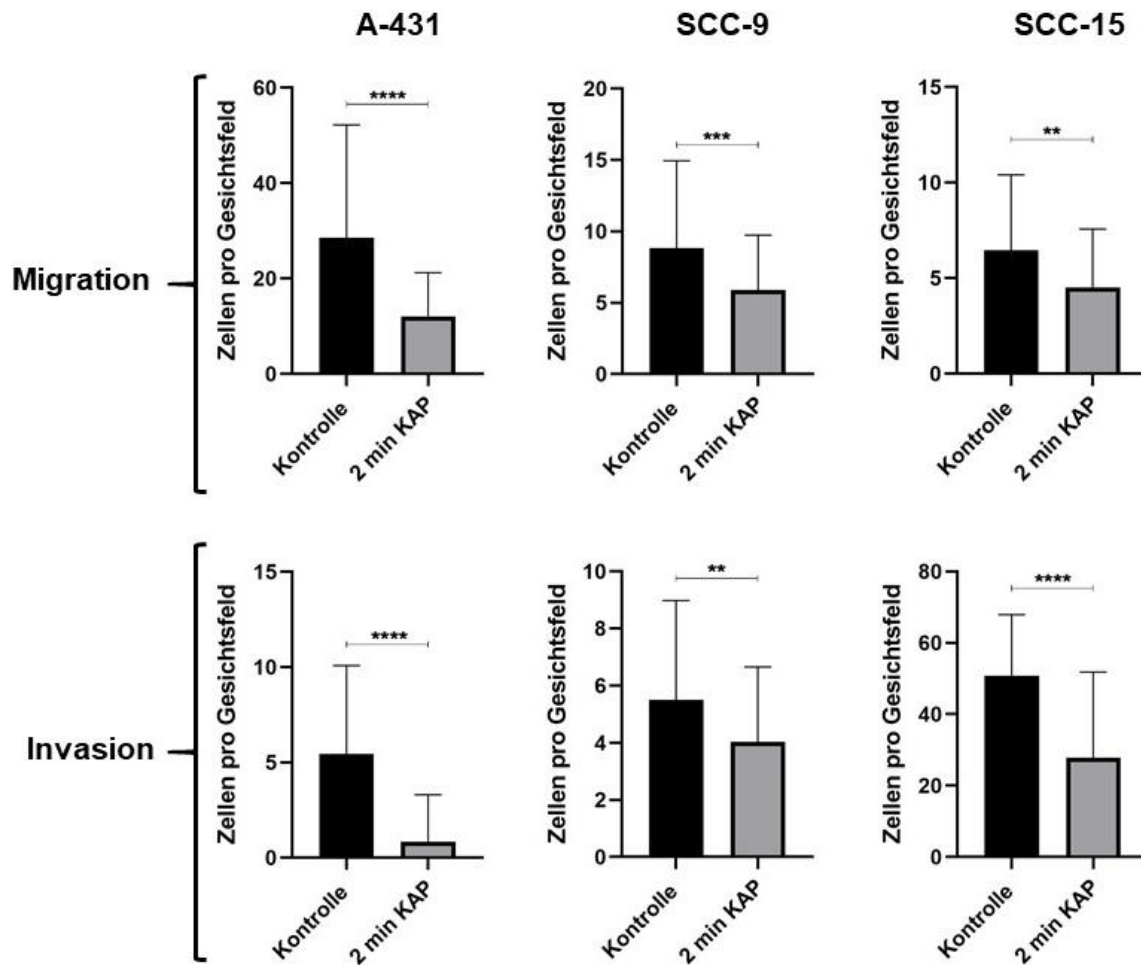 A-431
SCC-9
SCC-15
Migration
Zellen pro Gesichtsfeld
60
40
20
0
****
Kontrolle
2 min KAP
Zellen pro Gesichtsfeld
20
15
10
5
0
***
Kontrolle
2 min KAP
Zellen pro Gesichtsfeld
15
10
5
0
**
Kontrolle
2 min KAP
Invasion
Zellen pro Gesichtsfeld
15
10
5
0
****
Kontrolle
2 min KAP
Zellen pro Gesichtsfeld
10
8
6
4
2
0
**
Kontrolle
2 min KAP
Zellen pro Gesichtsfeld
80
60
40
20
0
****
Kontrolle
2 min KAP